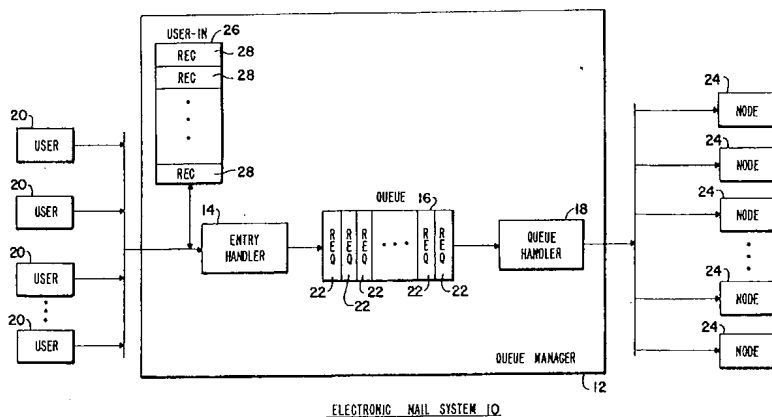 USER-IN 26
REC 28
REC 28
REC 28
20 USER
20 USER
20 USER
20 USER
14
ENTRY
HANDLER
QUEUE 16
REQ REQ REQ REQ REQ
22 22 22 22 22
18
QUEUE
HANDLER
24 NODE
24 NODE
24 NODE
24 NODE
24 NODE
QUEUE MANAGER
12
ELECTRONIC MAIL SYSTEM 10